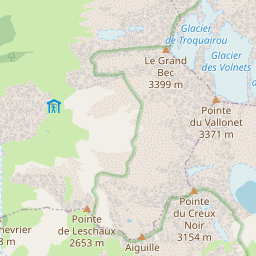 Glacier
de Troquairou
Le Grand
Bec
3399 m
Glacier
des Volnets
Pointe
du Vallonet
3371 m
Pointe
du Creux
Noir
3154 m
Pointe
de Leschaux
2653 m
Aiguille